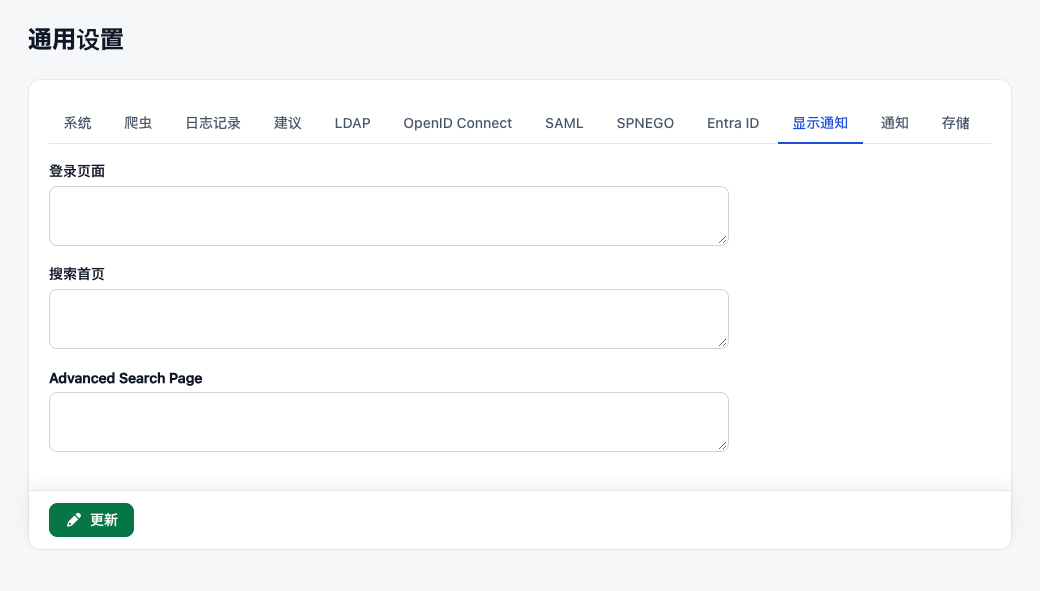 通用设置
系统 爬虫 日志记录 建议 LDAP OpenID Connect SAML SPNEGO Entra ID 显示通知 通知 存储
登录页面
搜索首页
Advanced Search Page
更新